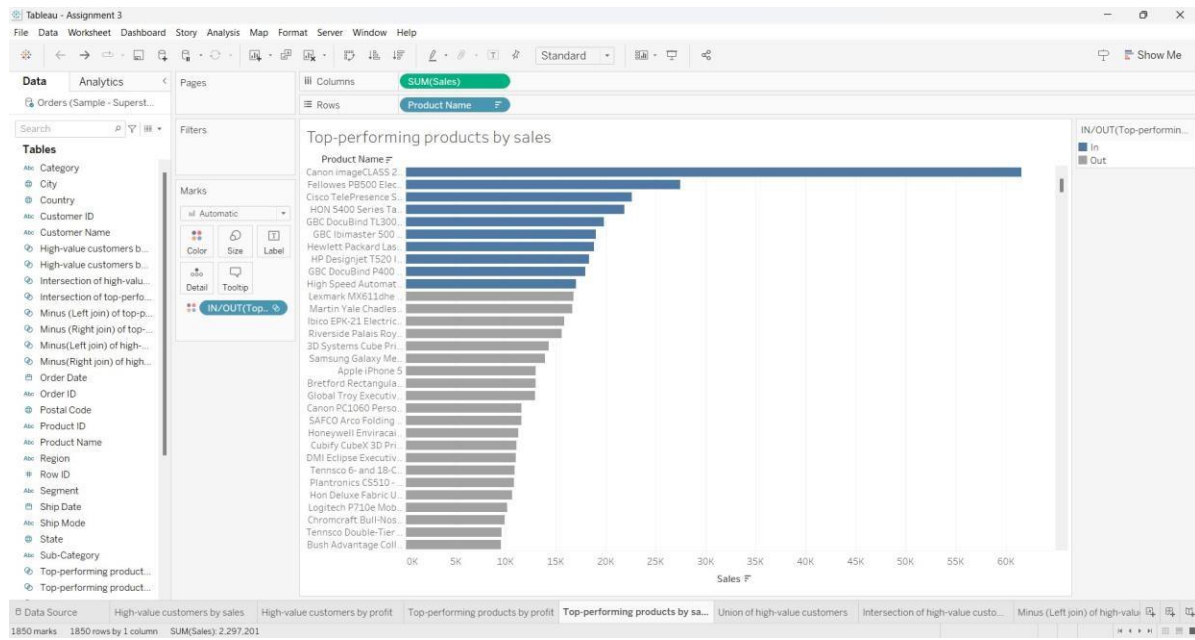 Tableau - Assignment 3
File Data Worksheet Dashboard Story Analysis Map Format Server Window Help
Standard
Show Me
Data
Analytics
Orders (Sample - Superst...
Search
Tables
Abc Category
City
Country
Abc Customer ID
Abc Customer Name
High-value customers b...
High-value customers b...
Intersection of high-valu...
Intersection of top-perfo...
Minus (Left join) of top-p...
Minus (Right join) of top-...
Minus(Left join) of high-...
Minus(Right join) of high...
Order Date
Abc Order ID
Postal Code
Abc Product ID
Abc Product Name
Abc Region
# Row ID
Abc Segment
Ship Date
Abc Ship Mode
State
Abc Sub-Category
Top-performing product...
Top-performing product...
Pages
Filters
Marks
Automatic
Color
Size
Label
Detail
Tooltip
IN/OUT(Top..
Columns
SUM(Sales)
Rows
Product Name
Top-performing products by sales
Product Name
Canon imageCLASS 2..
Fellowes PB500 Elec..
Cisco TelePresence S..
HON 5400 Series Ta..
GBC DocuBind TL300..
GBC Ibimaster 500 ..
Hewlett Packard Las..
HP Designjet T520 I..
GBC DocuBind P400 ..
High Speed Automat..
Lexmark MX611dhe ..
Martin Yale Chadles..
Ibico EPK-21 Electric..
Riverside Palais Roy..
3D Systems Cube Pri..
Samsung Galaxy Me..
Apple iPhone 5
Bretford Rectangula..
Global Troy Executiv..
Canon PC1060 Perso..
SAFCO Arco Folding ..
Honeywell Enviracai..
Cubify CubeX 3D Pri..
DMI Eclipse Executiv..
Tennsco 6- and 18-C..
Plantronics CS510 -..
Hon Deluxe Fabric U..
Logitech P710e Mob..
Chromcraft Bull-Nos..
Tennsco Double-Tier ..
Bush Advantage Coll..
0K 5K 10K 15K 20K 25K 30K 35K 40K 45K 50K 55K 60K
Sales
IN/OUT(Top-performin...
In
Out
Data Source
High-value customers by sales
High-value customers by profit
Top-performing products by profit
Top-performing products by sa...
Union of high-value customers
Intersection of high-value custo...
Minus (Left join) of high-valu
1850 marks 1850 rows by 1 column SUM(Sales): 2,297,201